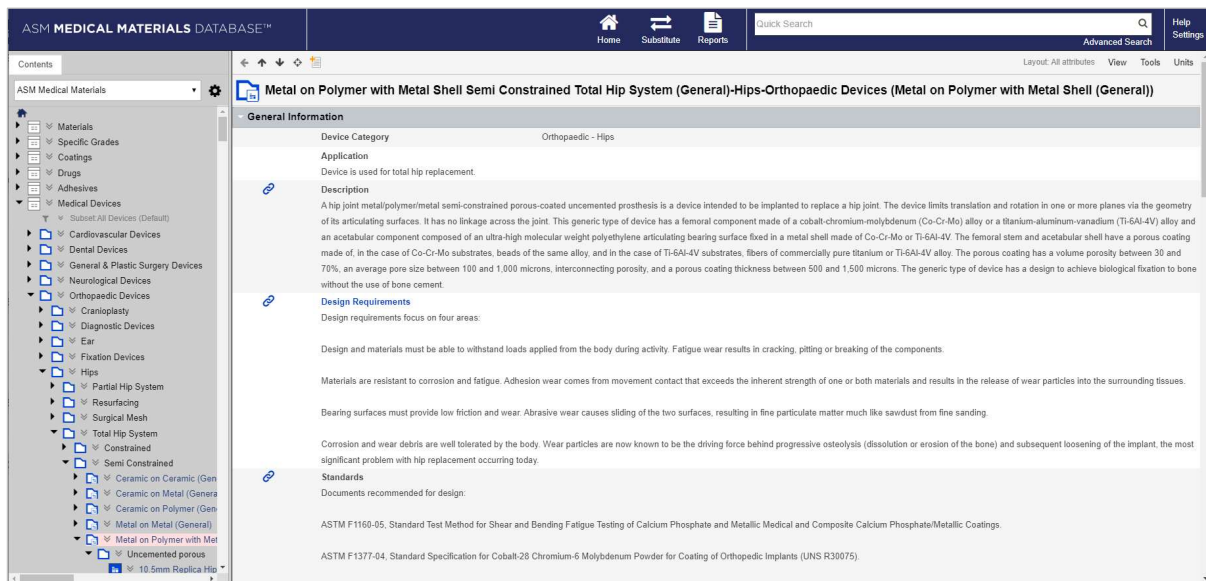 ASM MEDICAL MATERIALS DATABASE™
Home
Substitute
Reports
Quick Search
Advanced Search
Help
Settings
Contents
ASM Medical Materials
Materials
Specific Grades
Coatings
Drugs
Adhesives
Medical Devices
Subset:All Devices (Default)
Cardiovascular Devices
Dental Devices
General & Plastic Surgery Devices
Neurological Devices
Orthopaedic Devices
Cranioplasty
Diagnostic Devices
Ear
Fixation Devices
Hips
Partial Hip System
Resurfacing
Surgical Mesh
Total Hip System
Constrained
Semi Constrained
Ceramic on Ceramic (Gen
Ceramic on Metal (Genera
Ceramic on Polymer (Gen
Metal on Metal (General)
Metal on Polymer with Met
Uncemented porous
10.5mm Replica Hip
Layout: All attributes View Tools Units
Metal on Polymer with Metal Shell Semi Constrained Total Hip System (General)-Hips-Orthopaedic Devices (Metal on Polymer with Metal Shell (General))
General Information
Device Category Orthopaedic - Hips
Application
Device is used for total hip replacement.
Description
A hip joint metal/polymer/metal semi-constrained porous-coated uncemented prosthesis is a device intended to be implanted to replace a hip joint. The device limits translation and rotation in one or more planes via the geometry
of its articulating surfaces. It has no linkage across the joint. This generic type of device has a femoral component made of a cobalt-chromium-molybdenum (Co-Cr-Mo) alloy or a titanium-aluminum-vanadium (Ti-6Al-4V) alloy and
an acetabular component composed of an ultra-high molecular weight polyethylene articulating bearing surface fixed in a metal shell made of Co-Cr-Mo or Ti-6Al-4V. The femoral stem and acetabular shell have a porous coating
made of, in the case of Co-Cr-Mo substrates, beads of the same alloy, and in the case of Ti-6Al-4V substrates, fibers of commercially pure titanium or Ti-6Al-4V alloy. The porous coating has a volume porosity between 30 and
70%, an average pore size between 100 and 1,000 microns, interconnecting porosity, and a porous coating thickness between 500 and 1,500 microns. The generic type of device has a design to achieve biological fixation to bone
without the use of bone cement.
Design Requirements
Design requirements focus on four areas:
Design and materials must be able to withstand loads applied from the body during activity. Fatigue wear results in cracking, pitting or breaking of the components.
Materials are resistant to corrosion and fatigue. Adhesion wear comes from movement contact that exceeds the inherent strength of one or both materials and results in the release of wear particles into the surrounding tissues.
Bearing surfaces must provide low friction and wear. Abrasive wear causes sliding of the two surfaces, resulting in fine particulate matter much like sawdust from fine sanding.
Corrosion and wear debris are well tolerated by the body. Wear particles are now known to be the driving force behind progressive osteolysis (dissolution or erosion of the bone) and subsequent loosening of the implant, the most
significant problem with hip replacement occurring today.
Standards
Documents recommended for design:
ASTM F1160-05, Standard Test Method for Shear and Bending Fatigue Testing of Calcium Phosphate and Metallic Medical and Composite Calcium Phosphate/Metallic Coatings.
ASTM F1377-04, Standard Specification for Cobalt-28 Chromium-6 Molybdenum Powder for Coating of Orthopedic Implants (UNS R30075).